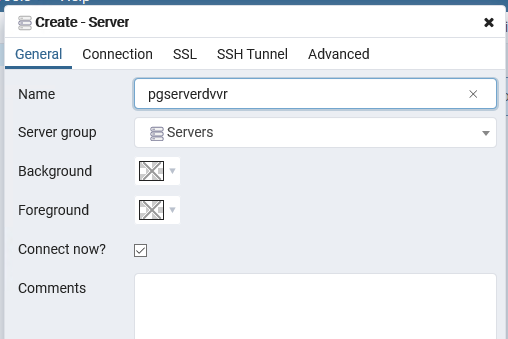 Create - Server
General Connection SSL SSH Tunnel Advanced
Name pgserverdvvr
Server group Servers
Background
Foreground
Connect now?
Comments